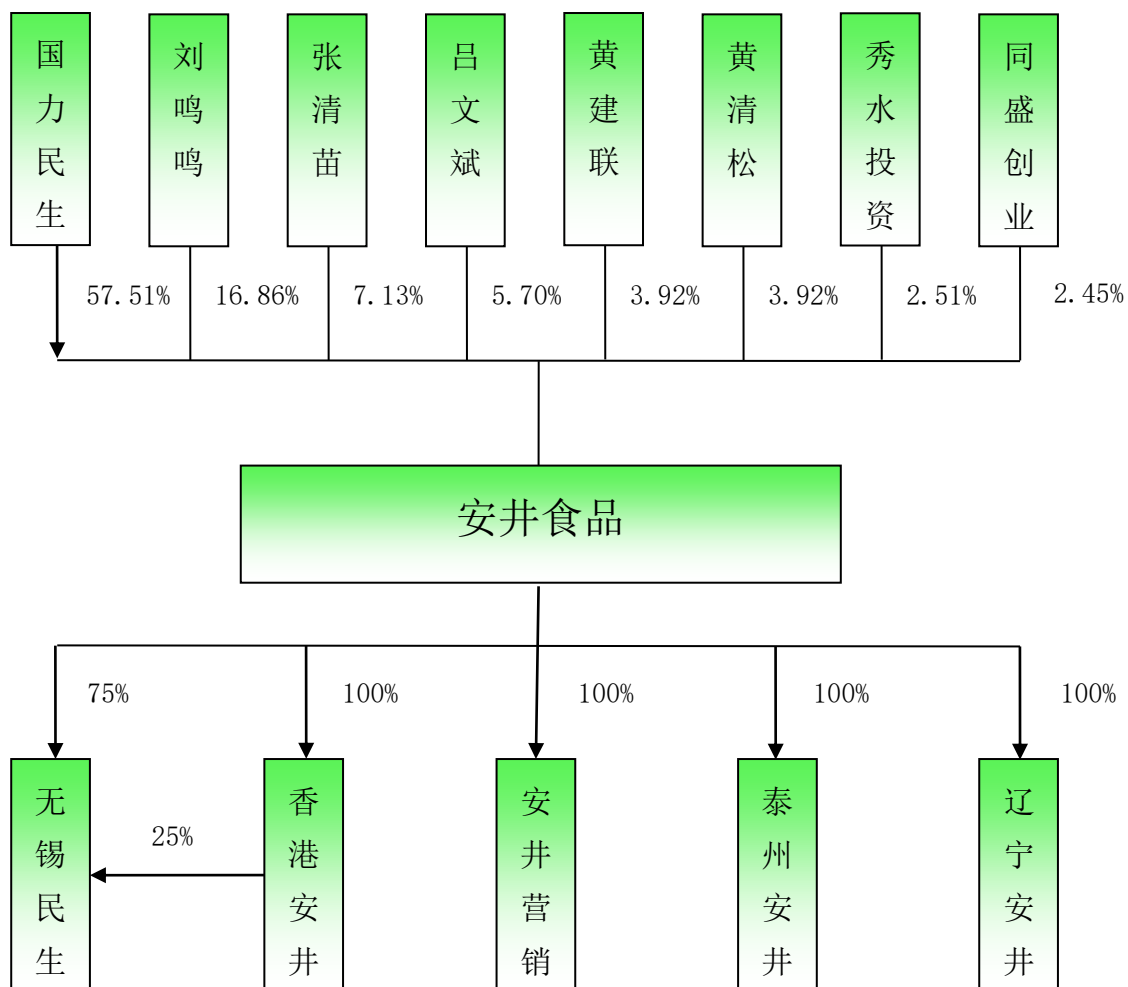 国力民生
刘鸣鸣
张清苗
吕文斌
黄建联
黄清松
秀水投资
同盛创业
57.51%
16.86%
7.13%
5.70%
3.92%
3.92%
2.51%
2.45%
安井食品
75%
100%
100%
100%
100%
无锡民生
25%
香港安井
安井营销
泰州安井
辽宁安井